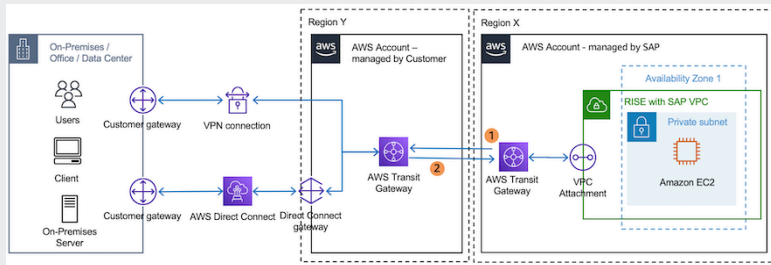 Region Y
Region X
On-Premises /
Office / Data Center
aws
AWS Account –
managed by Customer
aws
AWS Account - managed by SAP
Availability Zone 1
RISE with SAP VPC
Users
Customer gateway
VPN connection
Private subnet
1
2
Client
AWS Transit
Gateway
AWS Transit
Gateway
VPC
Attachment
Amazon EC2
Customer gateway
AWS Direct Connect
Direct Connect
gateway
On-Premises
Server